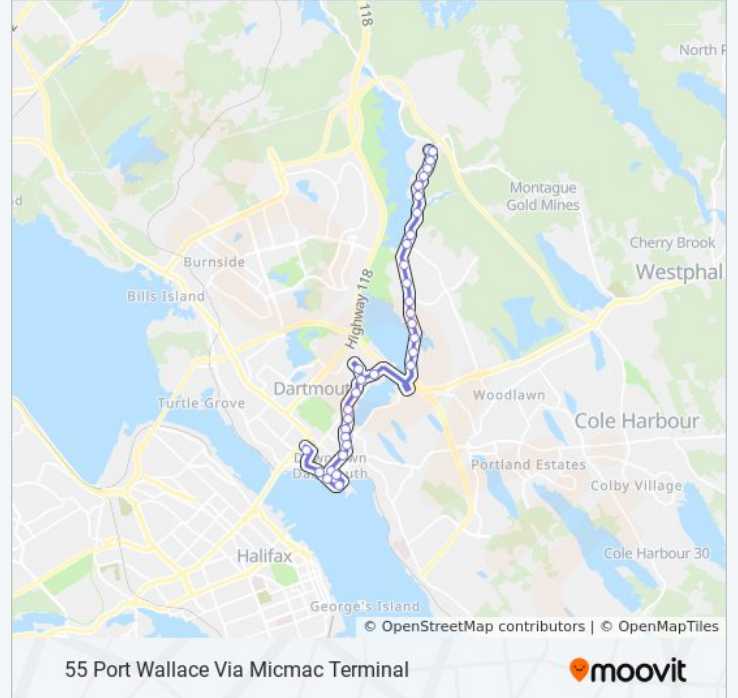 118
North
Montague
Gold Mines
Cherry Brook
Westphal
Burnside
Bills Island
Highway 118
Dartmout
Woodlawn
Turtle Grove
Cole Harbour
Portland Estates
Colby Village
Halifax
Cole Harbour 30
George's Island
© OpenStreetMap contributors | © OpenMapTiles
55 Port Wallace Via Micmac Terminal
moovit